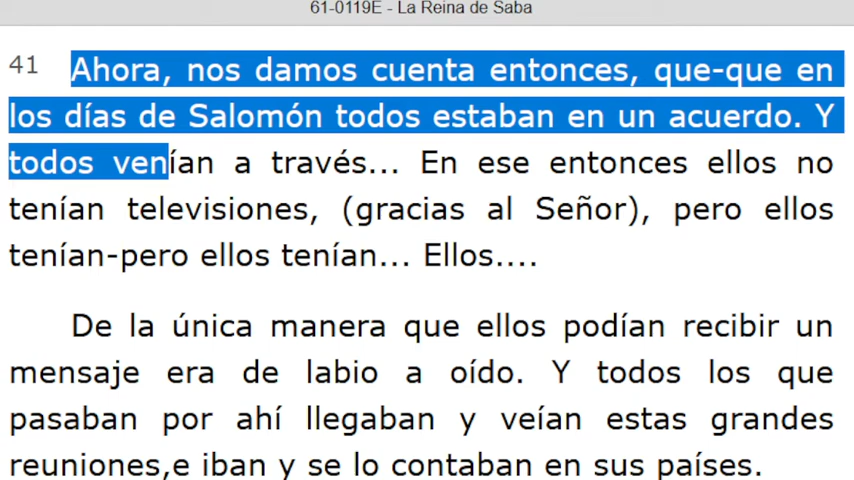 61-0119E - La Reina de Saba
41 Ahora, nos damos cuenta entonces, que-que en
los días de Salomón todos estaban en un acuerdo. Y
todos venían a través... En ese entonces ellos no
tenían televisiones, (gracias al Señor), pero ellos
tenían-pero ellos tenían... Ellos....
De la única manera que ellos podían recibir un
mensaje era de labio a oído. Y todos los que
pasaban por ahí llegaban y veían estas grandes
reuniones,e iban y se lo contaban en sus países.